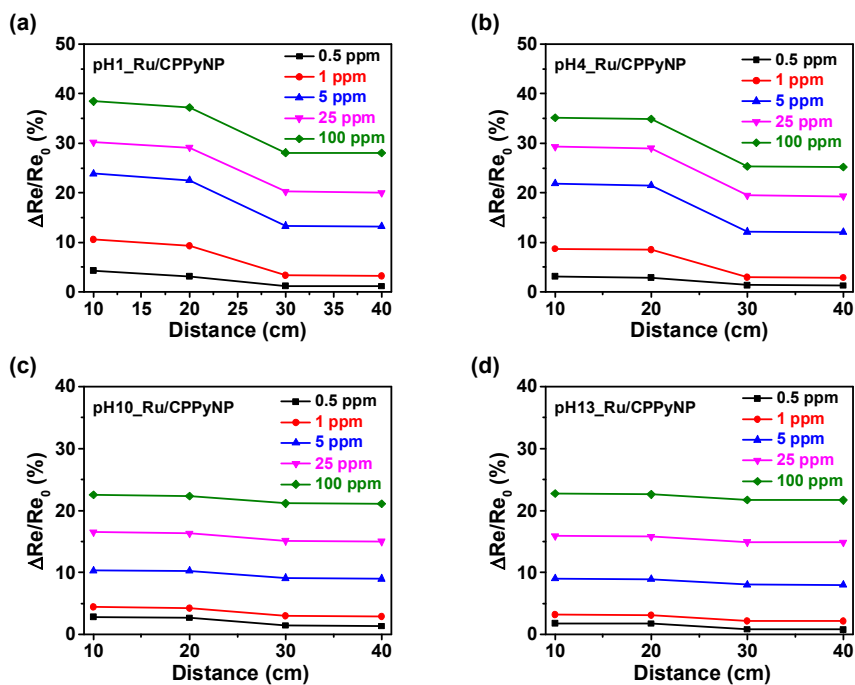 (a)
pH1_Ru/CPPyNP
0.5 ppm
1 ppm
5 ppm
25 ppm
100 ppm
ΔRe/Re₀ (%)
50
40
30
20
10
0
10 15 20 25 30 35 40
Distance (cm)
(b)
pH4_Ru/CPPyNP
0.5 ppm
1 ppm
5 ppm
25 ppm
100 ppm
ΔRe/Re₀ (%)
50
40
30
20
10
0
10 20 30 40
Distance (cm)
(c)
pH10_Ru/CPPyNP
0.5 ppm
1 ppm
5 ppm
25 ppm
100 ppm
ΔRe/Re₀ (%)
40
30
20
10
0
10 20 30 40
Distance (cm)
(d)
pH13_Ru/CPPyNP
0.5 ppm
1 ppm
5 ppm
25 ppm
100 ppm
ΔRe/Re₀ (%)
40
30
20
10
0
10 20 30 40
Distance (cm)